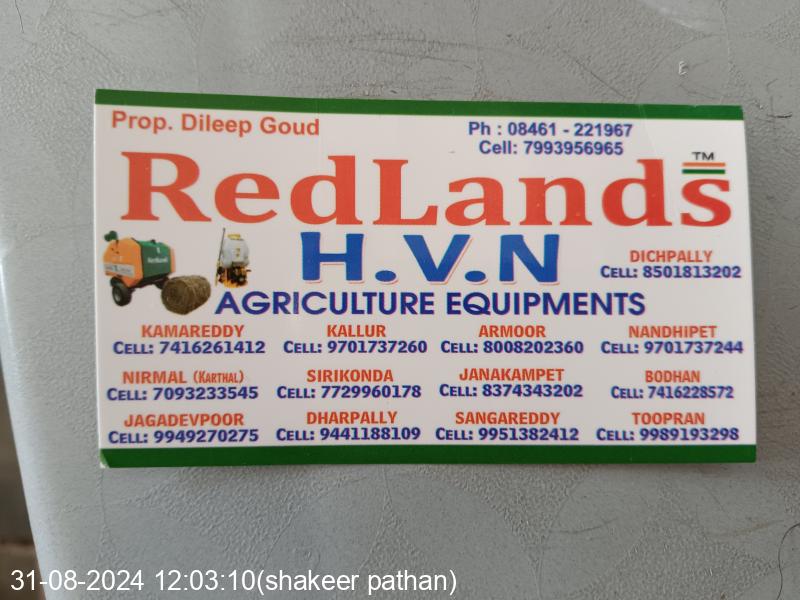 Prop. Dileep Goud
Ph : 08461 - 221967
Cell: 7993956965
RedLands TM
H.V.N
DICHPALLY
CELL: 8501813202
AGRICULTURE EQUIPMENTS
KAMAREDDY KALLUR ARMOOR NANDHIPET
CELL: 7416261412 CELL: 9701737260 CELL: 8008202360 CELL: 9701737244
NIRMAL (KARTHAL) SIRIKONDA JANAKAMPET BODHAN
CELL: 7093233545 CELL: 7729960178 CELL: 8374343202 CELL: 7416228572
JAGADEVPOOR DHARPALLY SANGAREDDY TOOPRAN
CELL: 9949270275 CELL: 9441188109 CELL: 9951382412 CELL: 9989193298
31-08-2024 12:03:10(shakeer pathan)